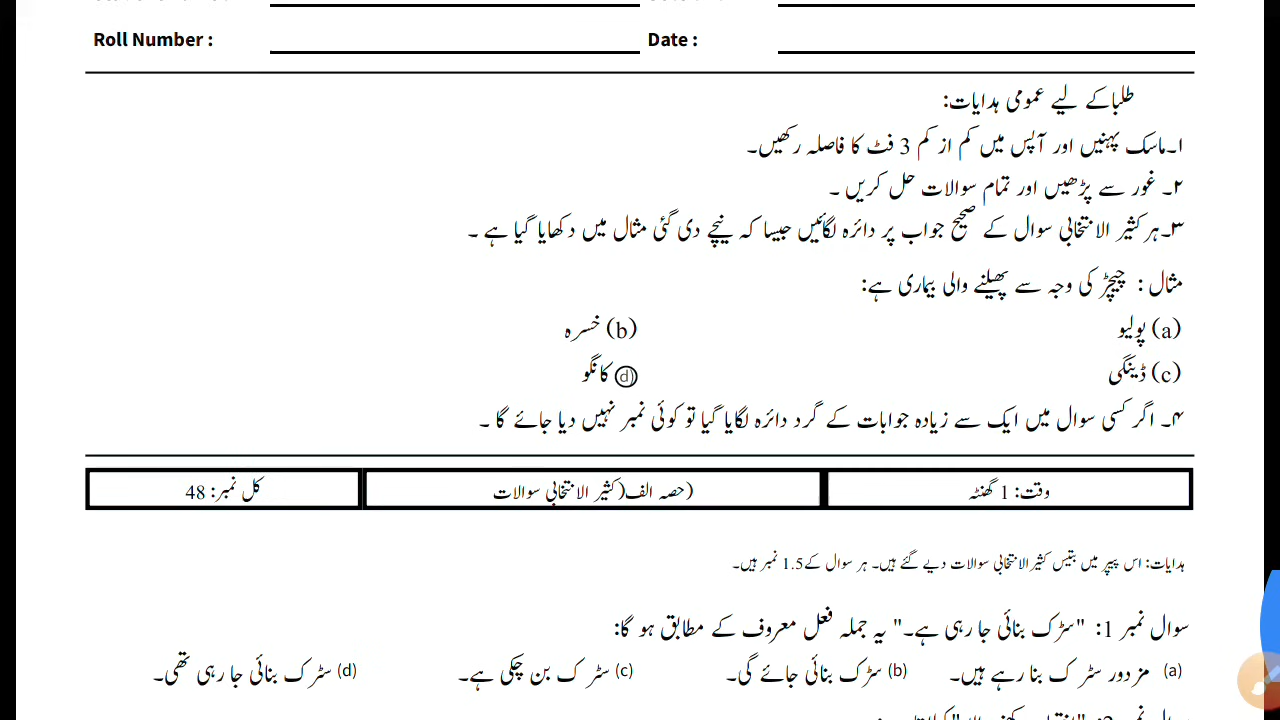 Roll Number : Date :
طلباکے لیے عمومی ہدایات:
۱۔ماسک پہنیں اور آپس میں کم از کم 3 فٹ کا فاصلہ رکھیں۔
۲۔ غور سے پڑھیں اور تمام سوالات حل کریں ۔
۳۔ہر کثیر الانتخابی سوال کے صحیح جواب پر دائرہ لگائیں جیسا کہ نیچے دی گئی مثال میں دکھایا گیا ہے ۔
مثال : چیچڑ کی وجہ سے پھیلنے والی بیماری ہے:
(a) پولیو (b) خسرہ
(c) ڈینگی (d) کانگو
۴۔ اگر کسی سوال میں ایک سے زیادہ جوابات کے گرد دائرہ لگایا گیا تو کوئی نمبر نہیں دیا جائے گا ۔
وقت: 1 گھنٹہ (حصہ الف(کثیر الانتخابی سوالات کل نمبر: 48
ہدایات: اس پیپر میں بتیس کثیرالانتخابی سوالات دیے گئے ہیں۔ ہر سوال کے1.5 نمبر ہیں۔
سوال نمبر 1: "سڑک بنائی جا رہی ہے۔" یہ جملہ فعل معروف کے مطابق ہو گا:
(a) مزدور سڑک بنا رہے ہیں۔ (b) سڑک بنائی جائے گی۔ (c) سڑک بن چکی ہے۔ (d) سڑک بنائی جا رہی تھی۔